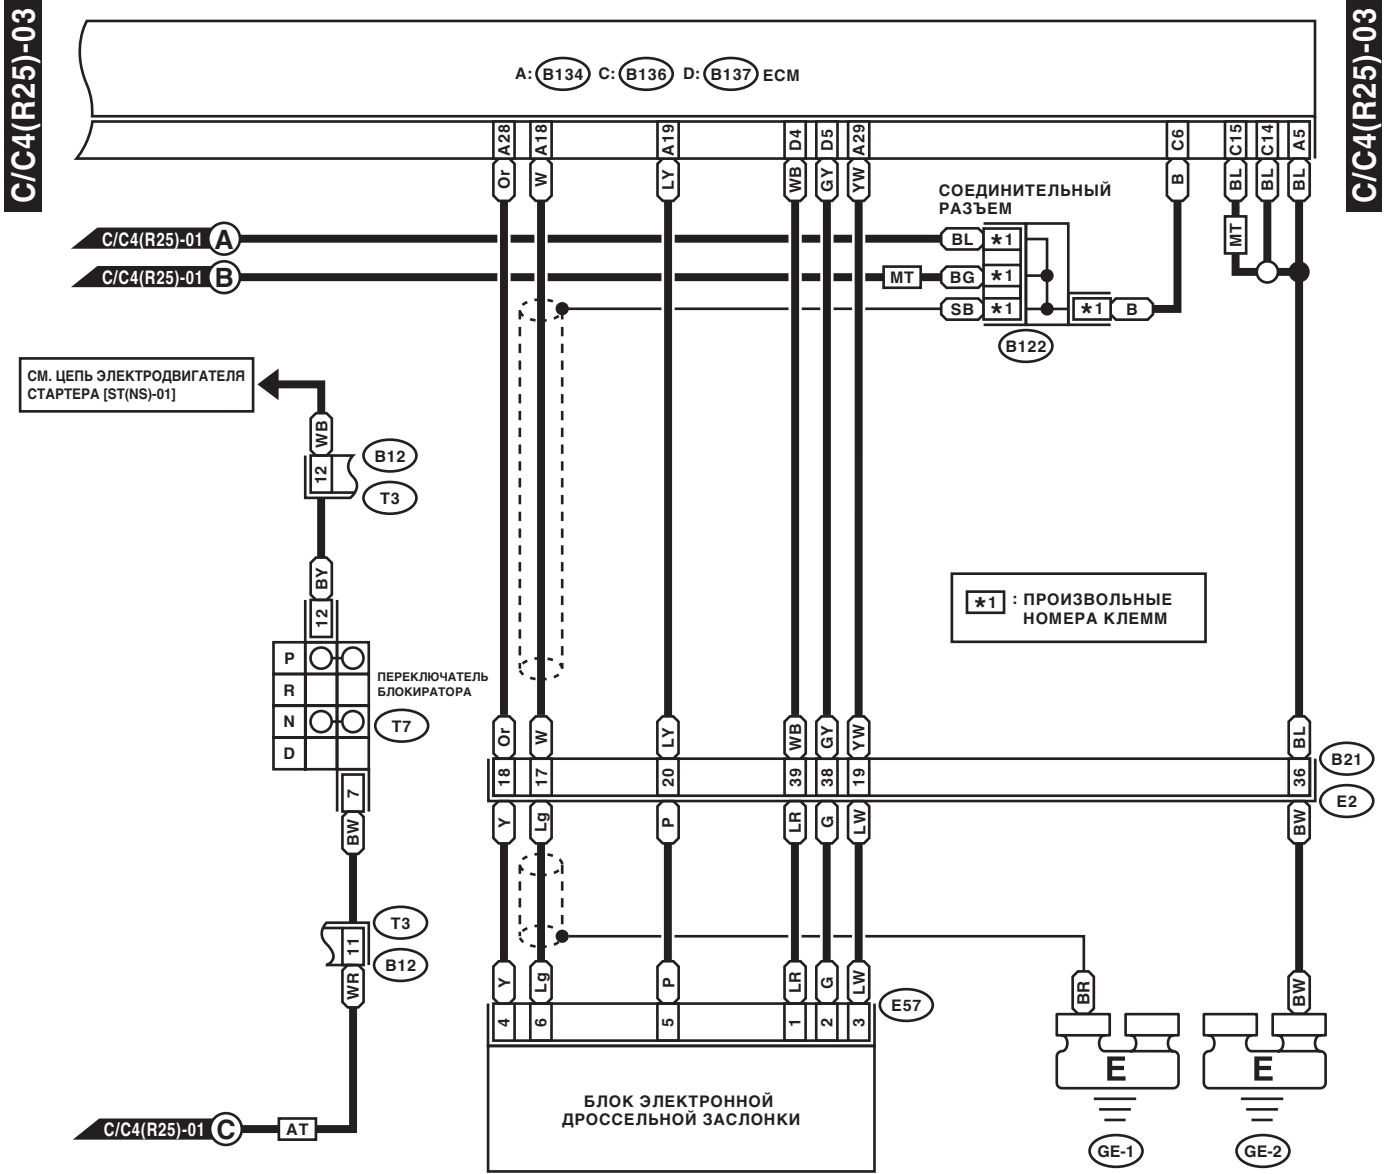 C/C4(R25)-03
C/C4(R25)-03
A: B134 C: B136 D: B137 ECM
A28 A18 A19 D4 D5 A29 C6 C15 C14 A5
Or W LY WB GY YW B BL BL BL
СОЕДИНИТЕЛЬНЫЙ
РАЗЪЕМ
MT
C/C4(R25)-01 A BL *1
C/C4(R25)-01 B MT BG *1
SB *1 *1 B
B122
СМ. ЦЕПЬ ЭЛЕКТРОДВИГАТЕЛЯ
СТАРТЕРА [ST(NS)-01]
WB
B12
12
T3
BY
12
*1 : ПРОИЗВОЛЬНЫЕ
НОМЕРА КЛЕММ
P
R
N
D
ПЕРЕКЛЮЧАТЕЛЬ
БЛОКИРАТОРА
T7
7
BW
Or W LY WB GY YW BL
18 17 20 39 38 19 36
B21
E2
Y Lg P LR G LW BW
T3
11
B12
WR
Y Lg P LR G LW BR BW
4 6 5 1 2 3
E57
E E
БЛОК ЭЛЕКТРОННОЙ
ДРОССЕЛЬНОЙ ЗАСЛОНКИ
C/C4(R25)-01 C AT
GE-1 GE-2